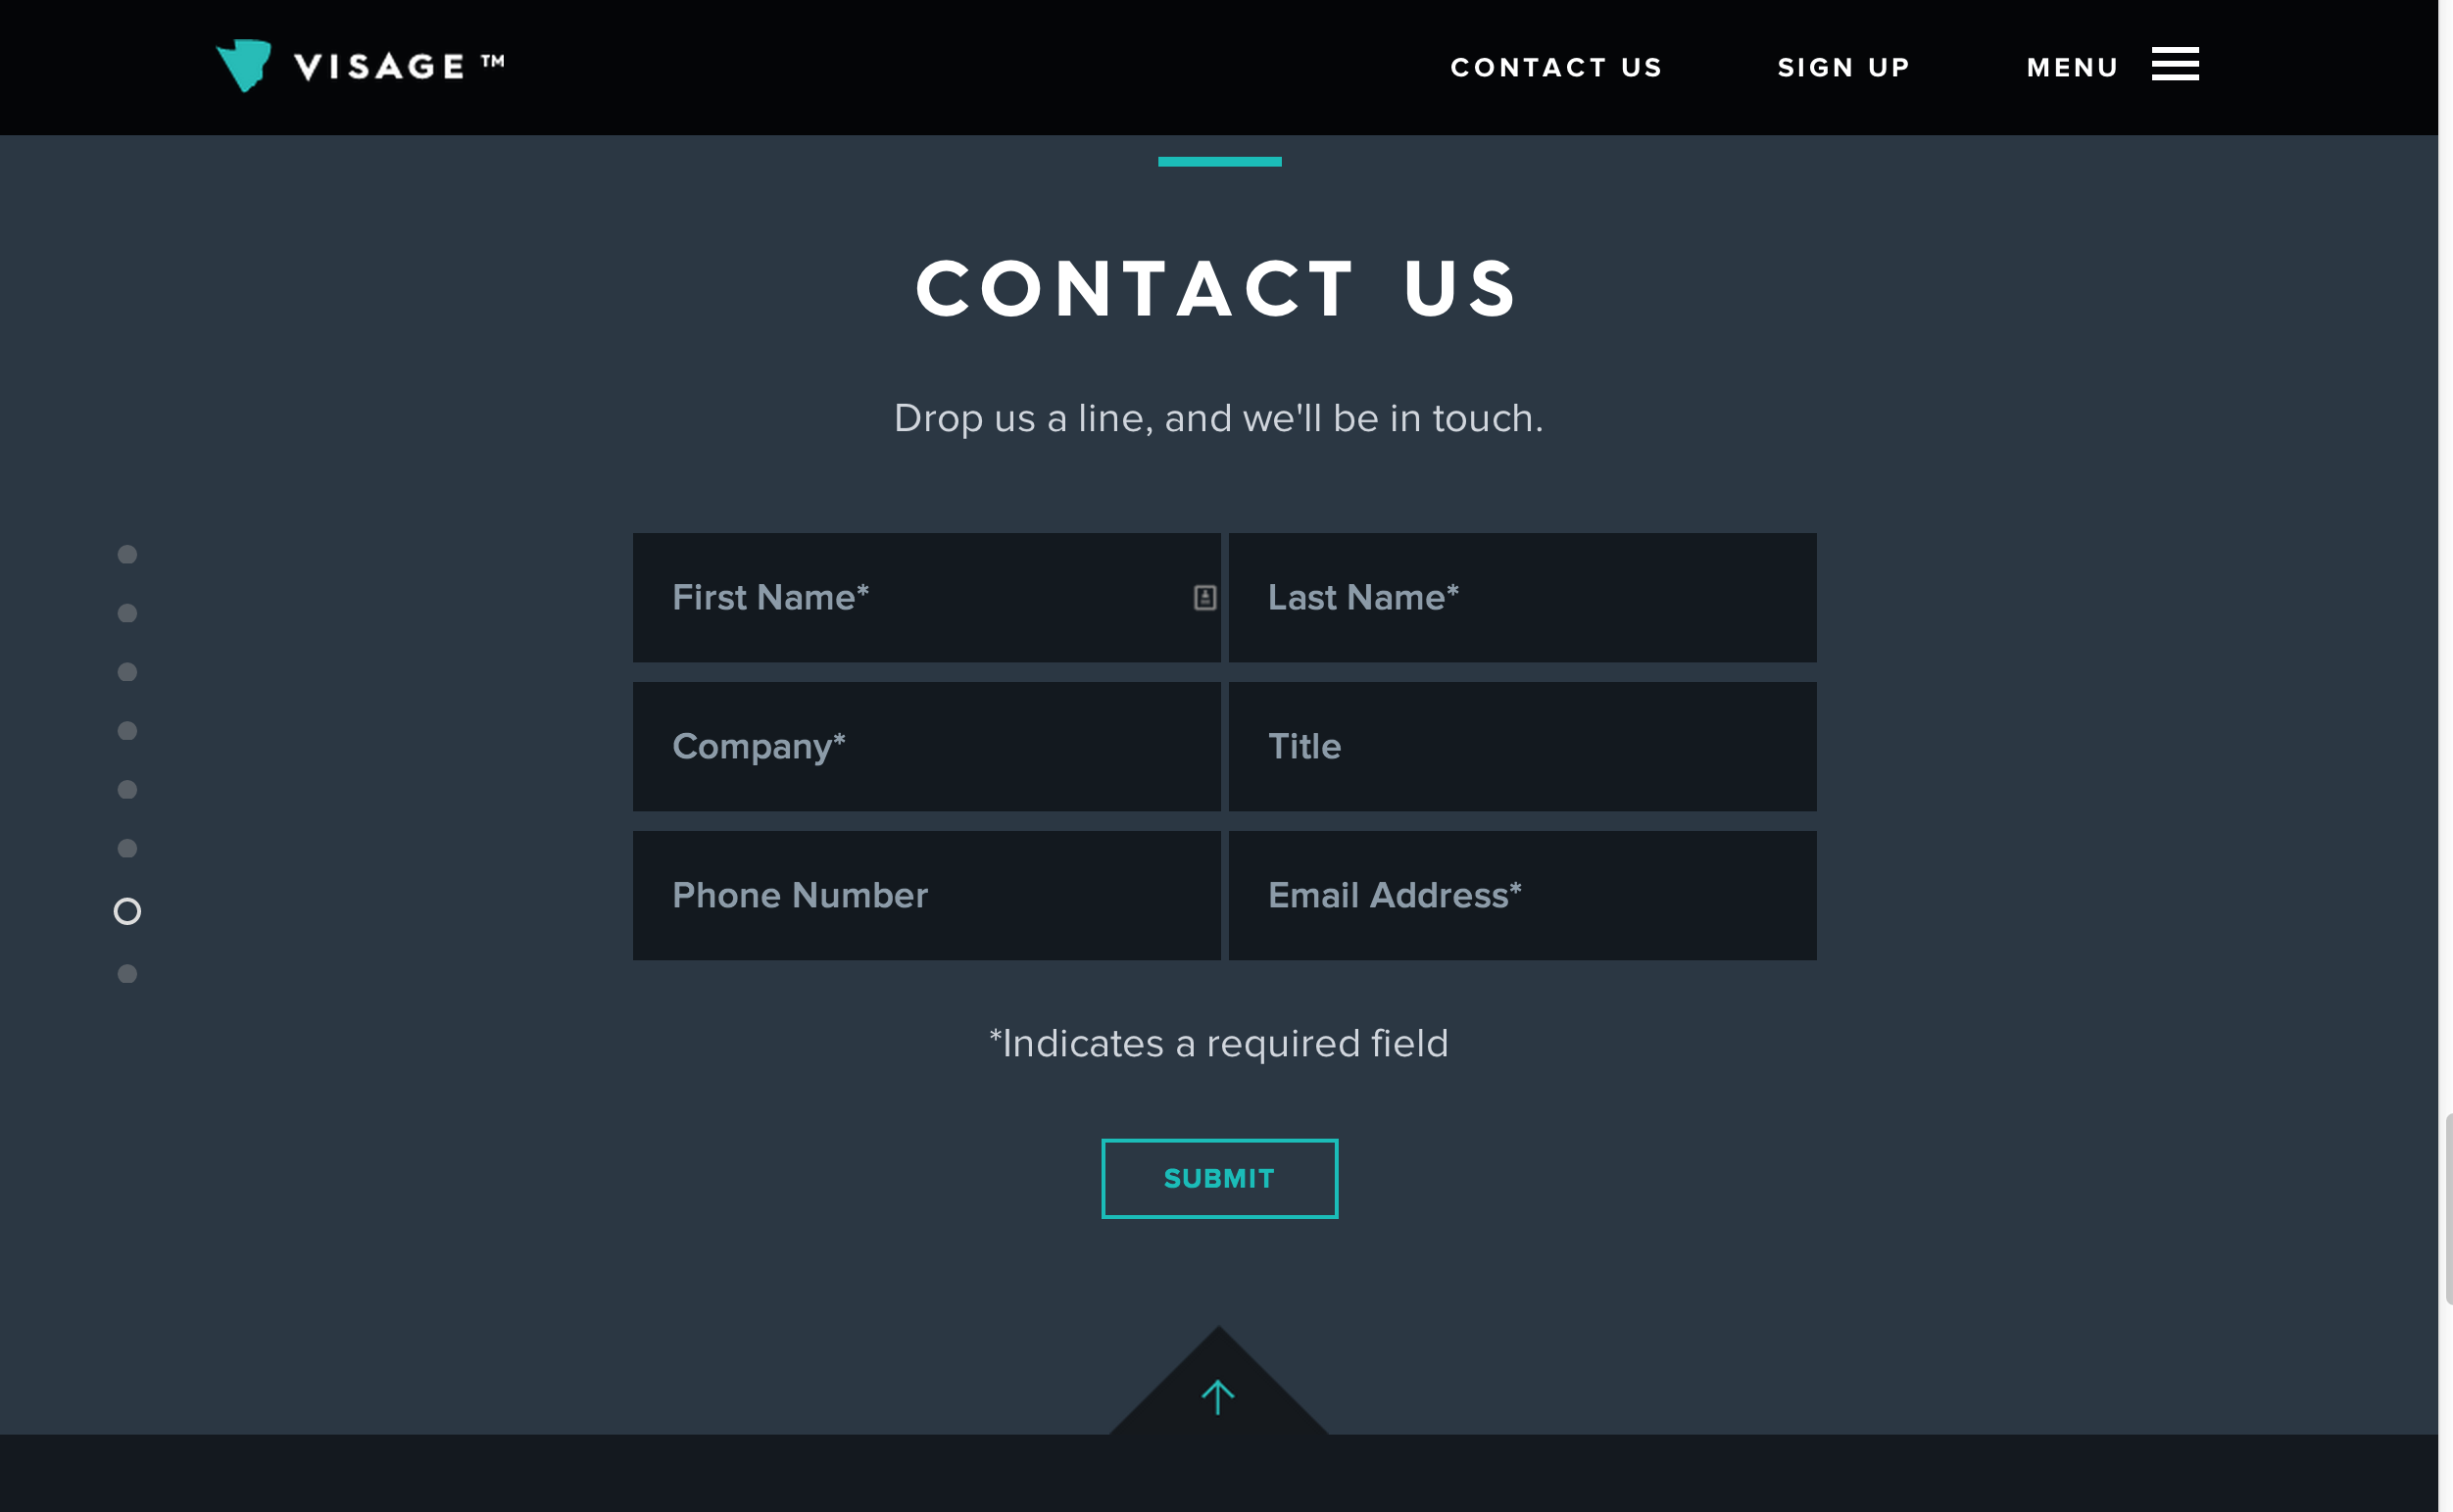 VISAGE ™
CONTACT US
SIGN UP
MENU
CONTACT US
Drop us a line, and we'll be in touch.
First Name*
Last Name*
Company*
Title
Phone Number
Email Address*
*Indicates a required field
SUBMIT